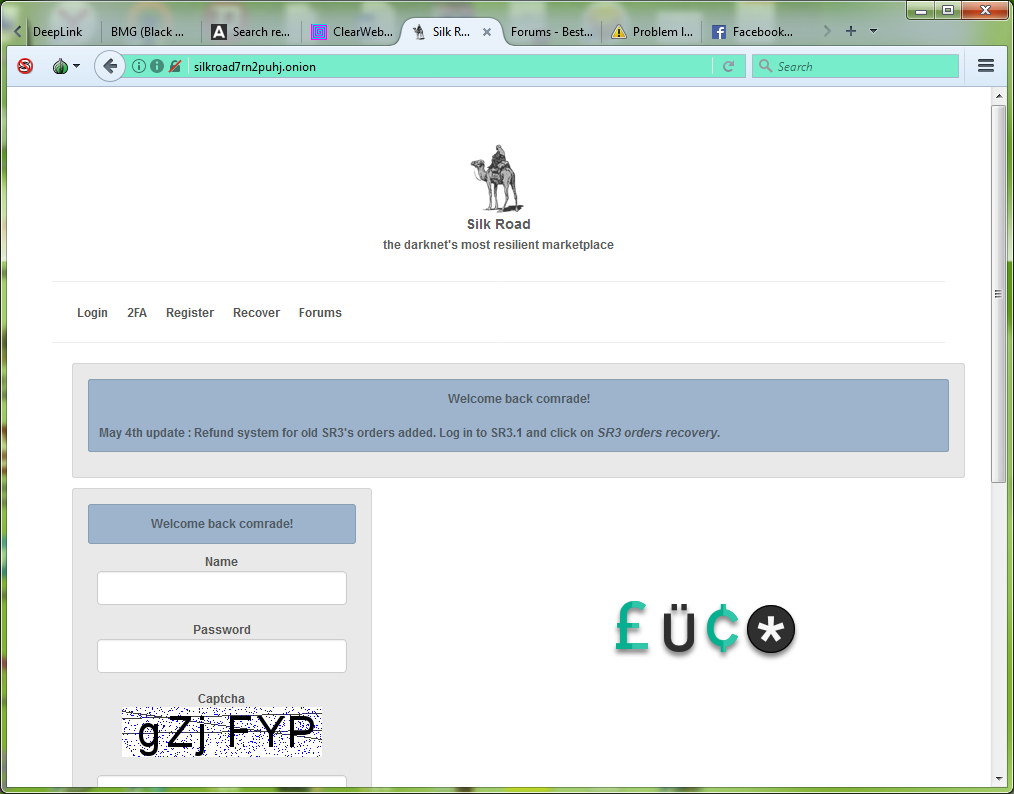 DeepLink
BMG (Black ...
Search re...
ClearWeb...
Silk R...
Forums - Best...
Problem l...
Facebook...
silkroad7rn2puhj.onion
Search
Silk Road
the darknet's most resilient marketplace
Login 2FA Register Recover Forums
Welcome back comrade!
May 4th update : Refund system for old SR3's orders added. Log in to SR3.1 and click on SR3 orders recovery.
Welcome back comrade!
Name
Password
Captcha
gZj FYP
£ ü ¢ *